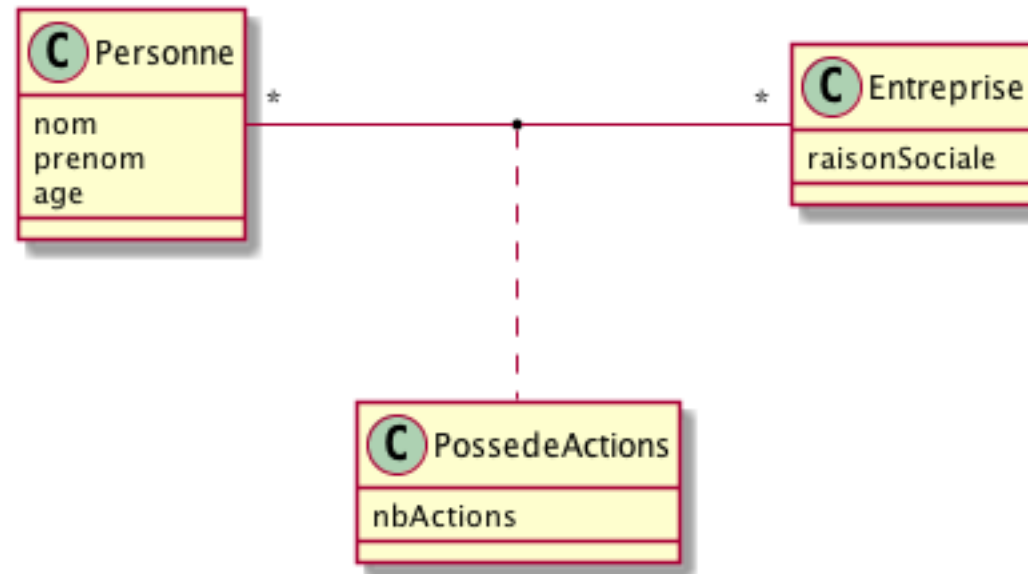 C Personne
nom
prenom
age
*
*
C Entreprise
raisonSociale
C PossedeActions
nbActions